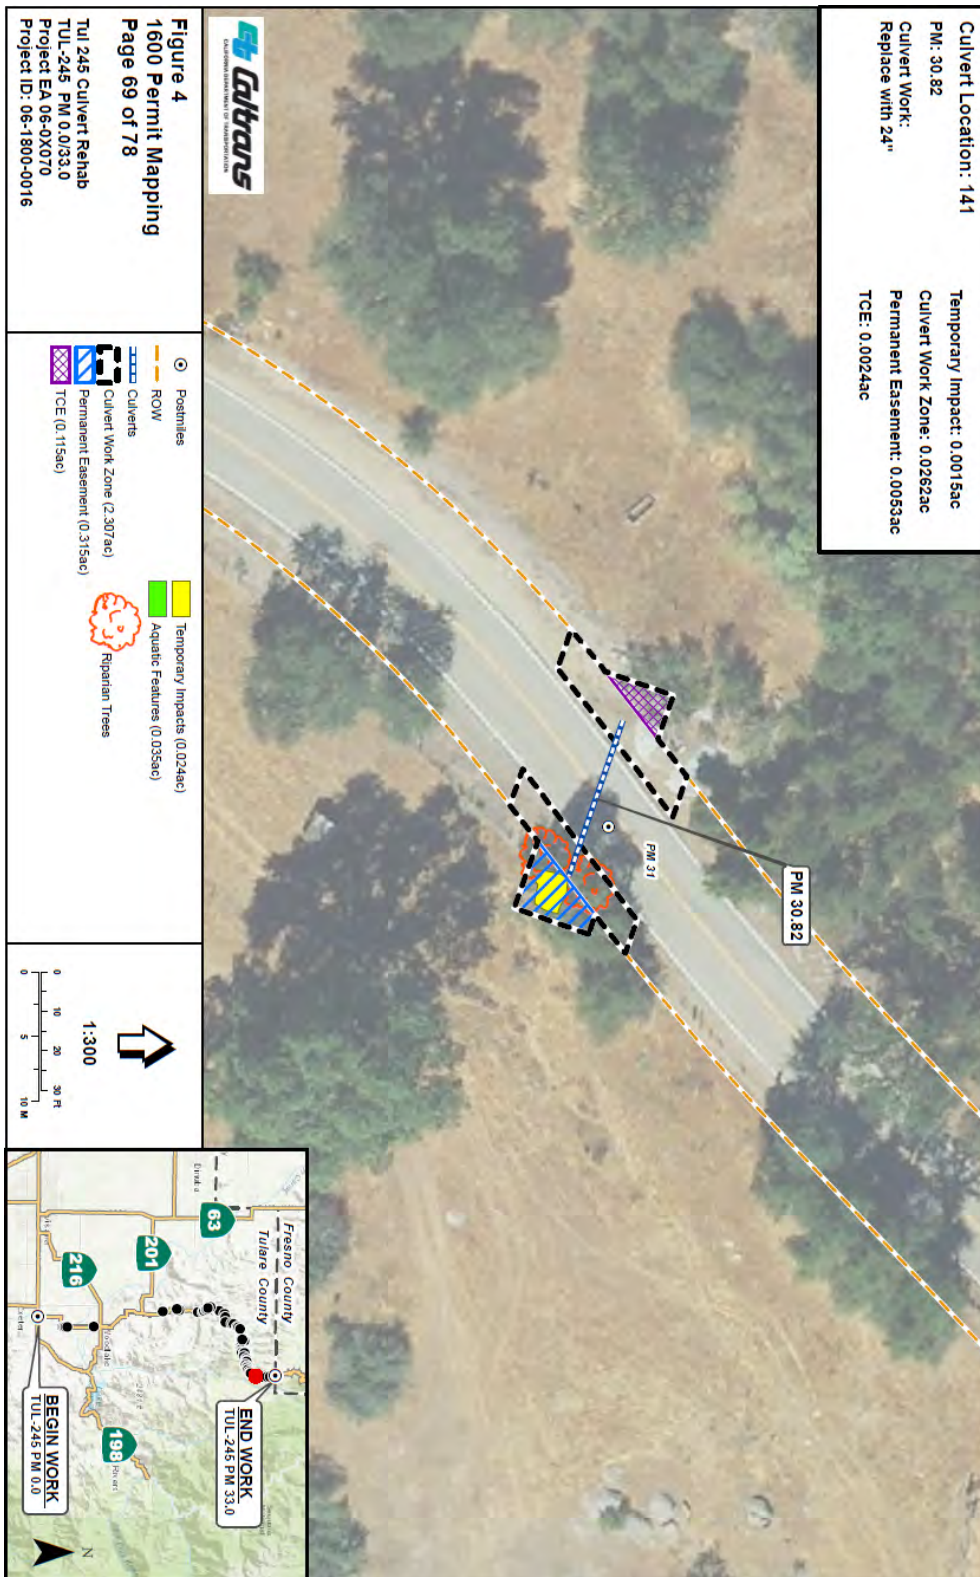 Culvert Location: 141
PM: 30.82
Culvert Work:
Replace with 24"
Temporary Impact: 0.0015ac
Culvert Work Zone: 0.0262ac
Permanent Easement: 0.0053ac
TCE: 0.0024ac
PM 30.82
PM 31
Caltrans
CALIFORNIA DEPARTMENT OF TRANSPORTATION
Figure 4
1600 Permit Mapping
Page 69 of 78
Tul 245 Culvert Rehab
TUL-245 PM 0.0/33.0
Project EA 06-0X070
Project ID: 06-1800-0016
Postmiles
ROW
Culverts
Culvert Work Zone (2.307ac)
Permanent Easement (0.315ac)
TCE (0.115ac)
Temporary Impacts (0.024ac)
Aquatic Features (0.035ac)
Riparian Trees
1:300
0 10 20 30 Ft
0 5 10 M
Fresno County
Tulare County
63
201
216
198
Dinuba
END WORK
TUL-245 PM 33.0
BEGIN WORK
TUL-245 PM 0.0
N